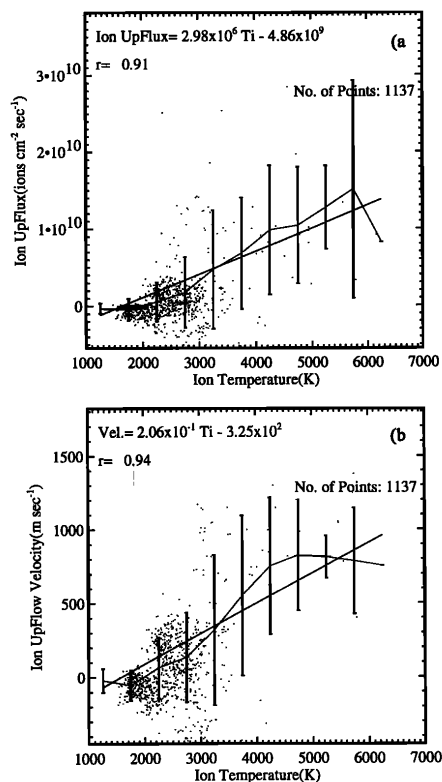 Ion UpFlux= 2.98x10⁶ Ti - 4.86x10⁹
(a
r= 0.91
No. of Points: 1137
3•10¹⁰
2•10¹⁰
1•10¹⁰
0
Ion UpFlux(ions cm⁻² sec⁻¹)
1000 2000 3000 4000 5000 6000 7000
Ion Temperature(K)
Vel.= 2.06x10⁻¹ Ti - 3.25x10²
(b
r= 0.94
No. of Points: 1137
1500
1000
500
0
Ion UpFlow Velocity(m sec⁻¹)
1000 2000 3000 4000 5000 6000 7000
Ion Temperature(K)